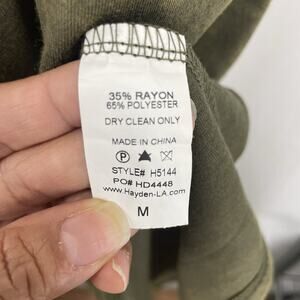 35% RAYON
65% POLYESTER
DRY CLEAN ONLY
MADE IN CHINA
P
STYLE# H5144
PO# HD4448
www.Hayden-LA.com
M